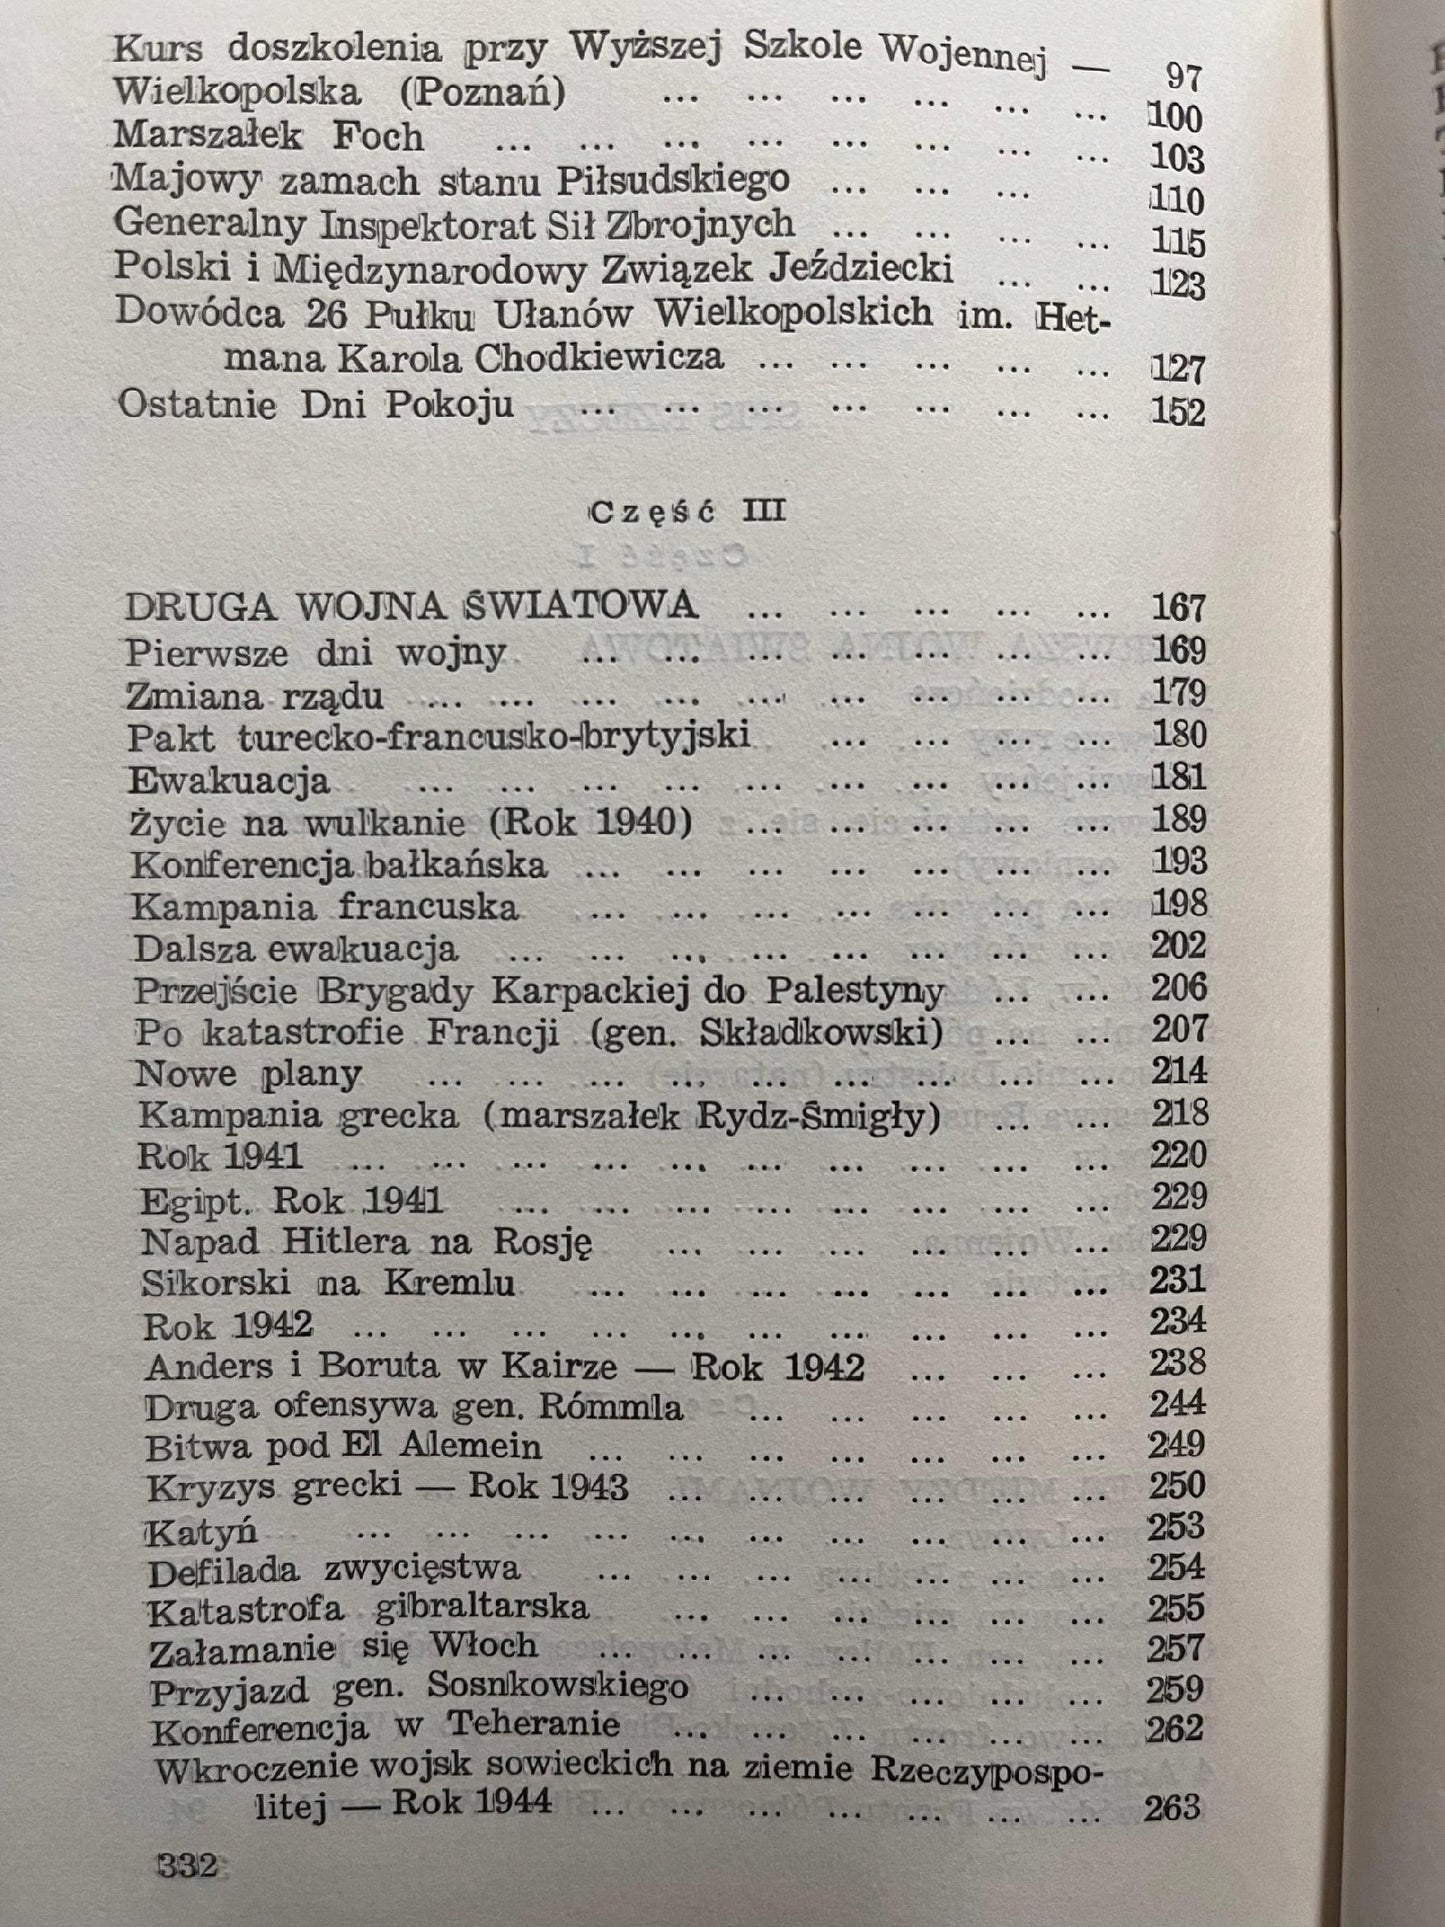 Kurs doszkolenia przy Wyższej Szkole Wojennej — 97
Wielkopolska (Poznań) ... ... ... ... ... ... 100
Marszałek Foch ... ... ... ... ... ... ... ... 103
Majowy zamach stanu Piłsudskiego ... ... ... 110
Generalny Inspektorat Sił Zbrojnych ... ... ... ... 115
Polski i Międzynarodowy Związek Jeździecki ... ... 123
Dowódca 26 Pułku Ułanów Wielkopolskich im. Het-
mana Karola Chodkiewicza ... ... ... ... ... 127
Ostatnie Dni Pokoju ... ... ... ... ... ... ... 152
Część III
DRUGA WOJNA ŚWIATOWA ... ... ... ... ... 167
Pierwsze dni wojny ... ... ... ... ... ... ... 169
Zmiana rządu ... ... ... ... ... ... ... ... ... 179
Pakt turecko-francusko-brytyjski ... ... ... ... 180
Ewakuacja ... ... ... ... ... ... ... ... ... 181
Życie na wulkanie (Rok 1940) ... ... ... ... ... 189
Konferencja bałkańska ... ... ... ... ... ... ... 193
Kampania francuska ... ... ... ... ... ... ... 198
Dalsza ewakuacja ... ... ... ... ... ... ... ... 202
Przejście Brygady Karpackiej do Palestyny ... ... 206
Po katastrofie Francji (gen. Składkowski) ... ... 207
Nowe plany ... ... ... ... ... ... ... ... ... 214
Kampania grecka (marszałek Rydz-Śmigły) ... ... 218
Rok 1941 ... ... ... ... ... ... ... ... ... ... 220
Egipt. Rok 1941 ... ... ... ... ... ... ... ... 229
Napad Hitlera na Rosję ... ... ... ... ... ... 229
Sikorski na Kremlu ... ... ... ... ... ... ... 231
Rok 1942 ... ... ... ... ... ... ... ... ... ... 234
Anders i Boruta w Kairze — Rok 1942 ... ... ... 238
Druga ofensywa gen. Rómmla ... ... ... ... ... 244
Bitwa pod El Alemein ... ... ... ... ... ... ... 249
Kryzys grecki — Rok 1943 ... ... ... ... ... ... 250
Katyń ... ... ... ... ... ... ... ... ... ... 253
Defilada zwycięstwa ... ... ... ... ... ... ... 254
Katastrofa gibraltarska ... ... ... ... ... ... 255
Załamanie się Włoch ... ... ... ... ... ... ... 257
Przyjazd gen. Sosnkowskiego ... ... ... ... ... 259
Konferencja w Teheranie ... ... ... ... ... ... 262
Wkroczenie wojsk sowieckich na ziemie Rzeczypospo-
litej — Rok 1944 ... ... ... ... ... ... ... 263
332